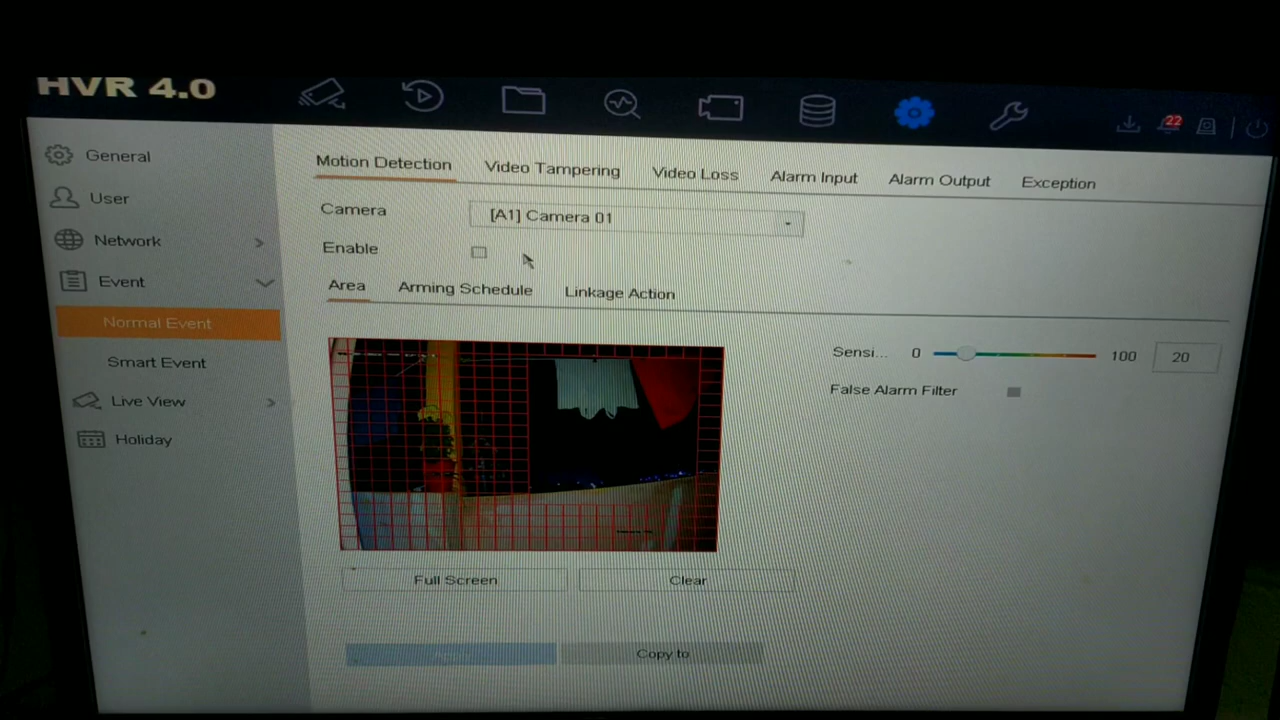 HVR 4.0
22
General
User
Network
Event
Normal Event
Smart Event
Live View
Holiday
Motion Detection Video Tampering Video Loss Alarm Input Alarm Output Exception
Camera [A1] Camera 01
Enable
Area Arming Schedule Linkage Action
Sensi... 0 100 20
False Alarm Filter
Full Screen Clear
Copy to